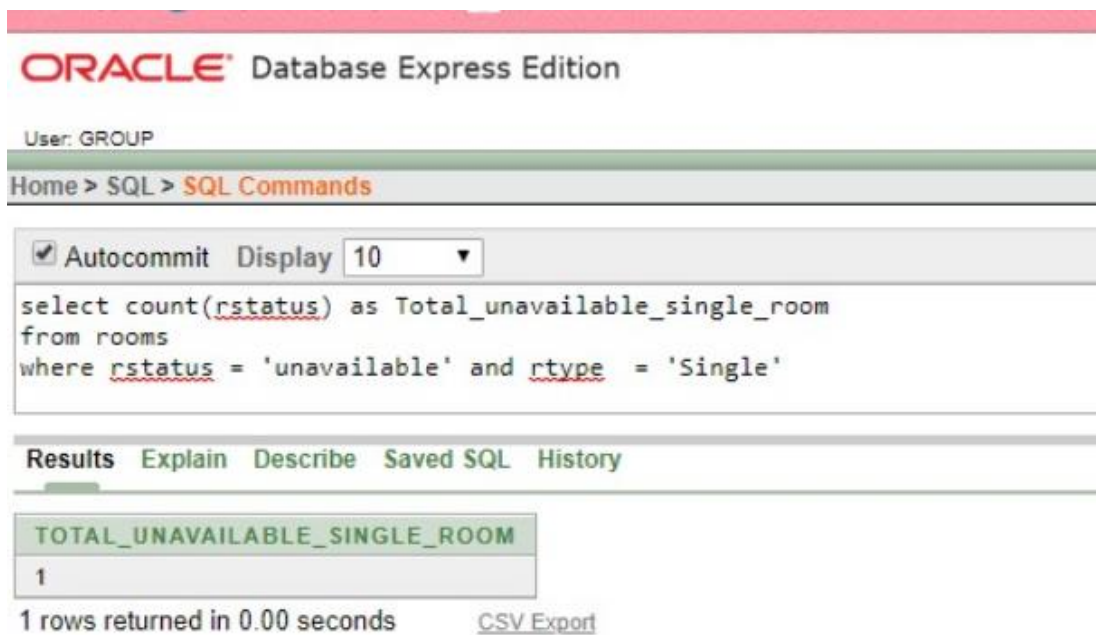 ORACLE Database Express Edition
User: GROUP
Home > SQL > SQL Commands
Autocommit Display 10
select count(rstatus) as Total_unavailable_single_room
from rooms
where rstatus = 'unavailable' and rtype  = 'Single'
Results Explain Describe Saved SQL History
TOTAL_UNAVAILABLE_SINGLE_ROOM
1
1 rows returned in 0.00 seconds CSV Export